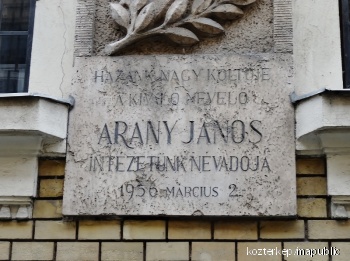 HAZÁNK NAGY KÖLTŐJE
A KIVÁLÓ NEVELŐ
ARANY JÁNOS
INTÉZETÜNK NÉVADÓJA
1956. MÁRCIUS 2.
kozterkep/mapublic